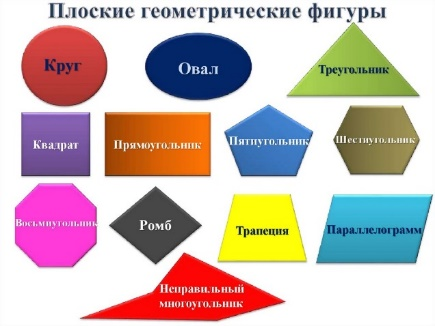 Плоские геометрические фигуры
Круг
Овал
Треугольник
Квадрат
Прямоугольник
Пятиугольник
Шестиугольник
Восьмиугольник
Ромб
Трапеция
Параллелограмм
Неправильный
многоугольник